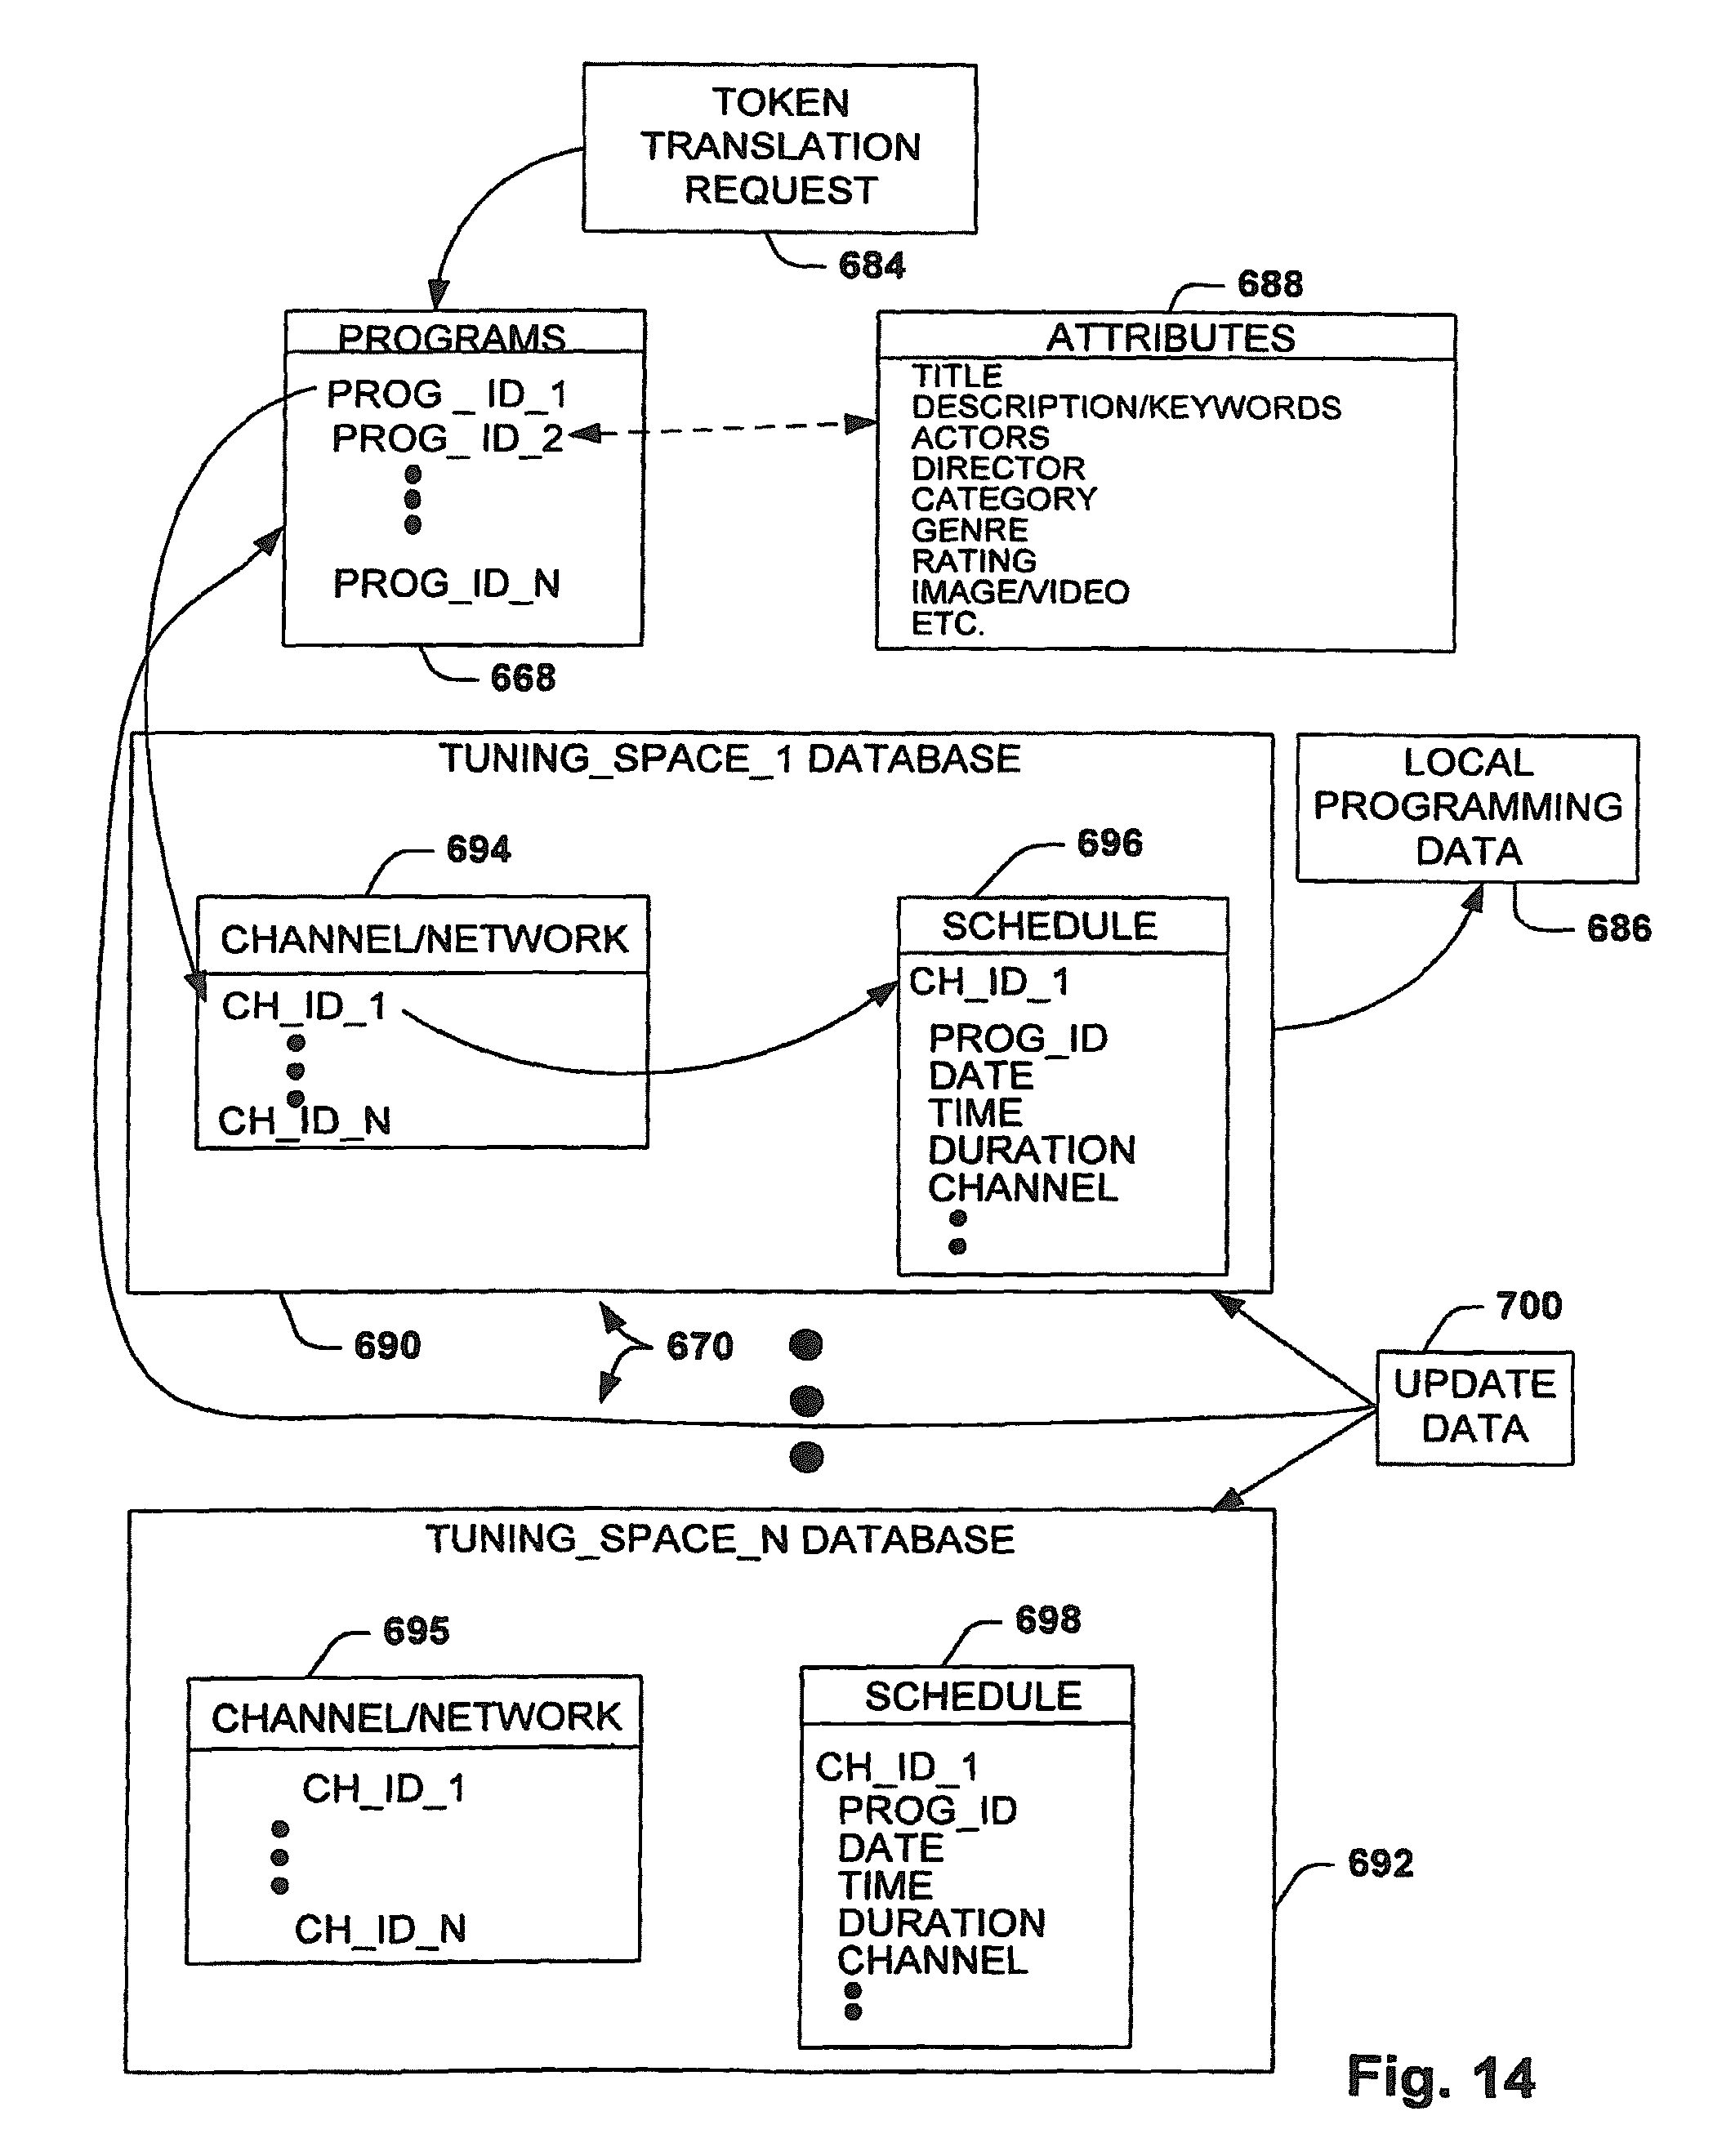 TOKEN
TRANSLATION
REQUEST
684
688
PROGRAMS
PROG _ ID_1
PROG_ ID_2
PROG_ID_N
668
ATTRIBUTES
TITLE
DESCRIPTION/KEYWORDS
ACTORS
DIRECTOR
CATEGORY
GENRE
RATING
IMAGE/VIDEO
ETC.
TUNING_SPACE_1 DATABASE
LOCAL
PROGRAMMING
DATA
686
694
696
CHANNEL/NETWORK
CH_ID_1
CH_ID_N
SCHEDULE
CH_ID_1
PROG_ID
DATE
TIME
DURATION
CHANNEL
690
670
700
UPDATE
DATA
TUNING_SPACE_N DATABASE
695
698
CHANNEL/NETWORK
CH_ID_1
CH_ID_N
SCHEDULE
CH_ID_1
PROG_ID
DATE
TIME
DURATION
CHANNEL
692
Fig. 14